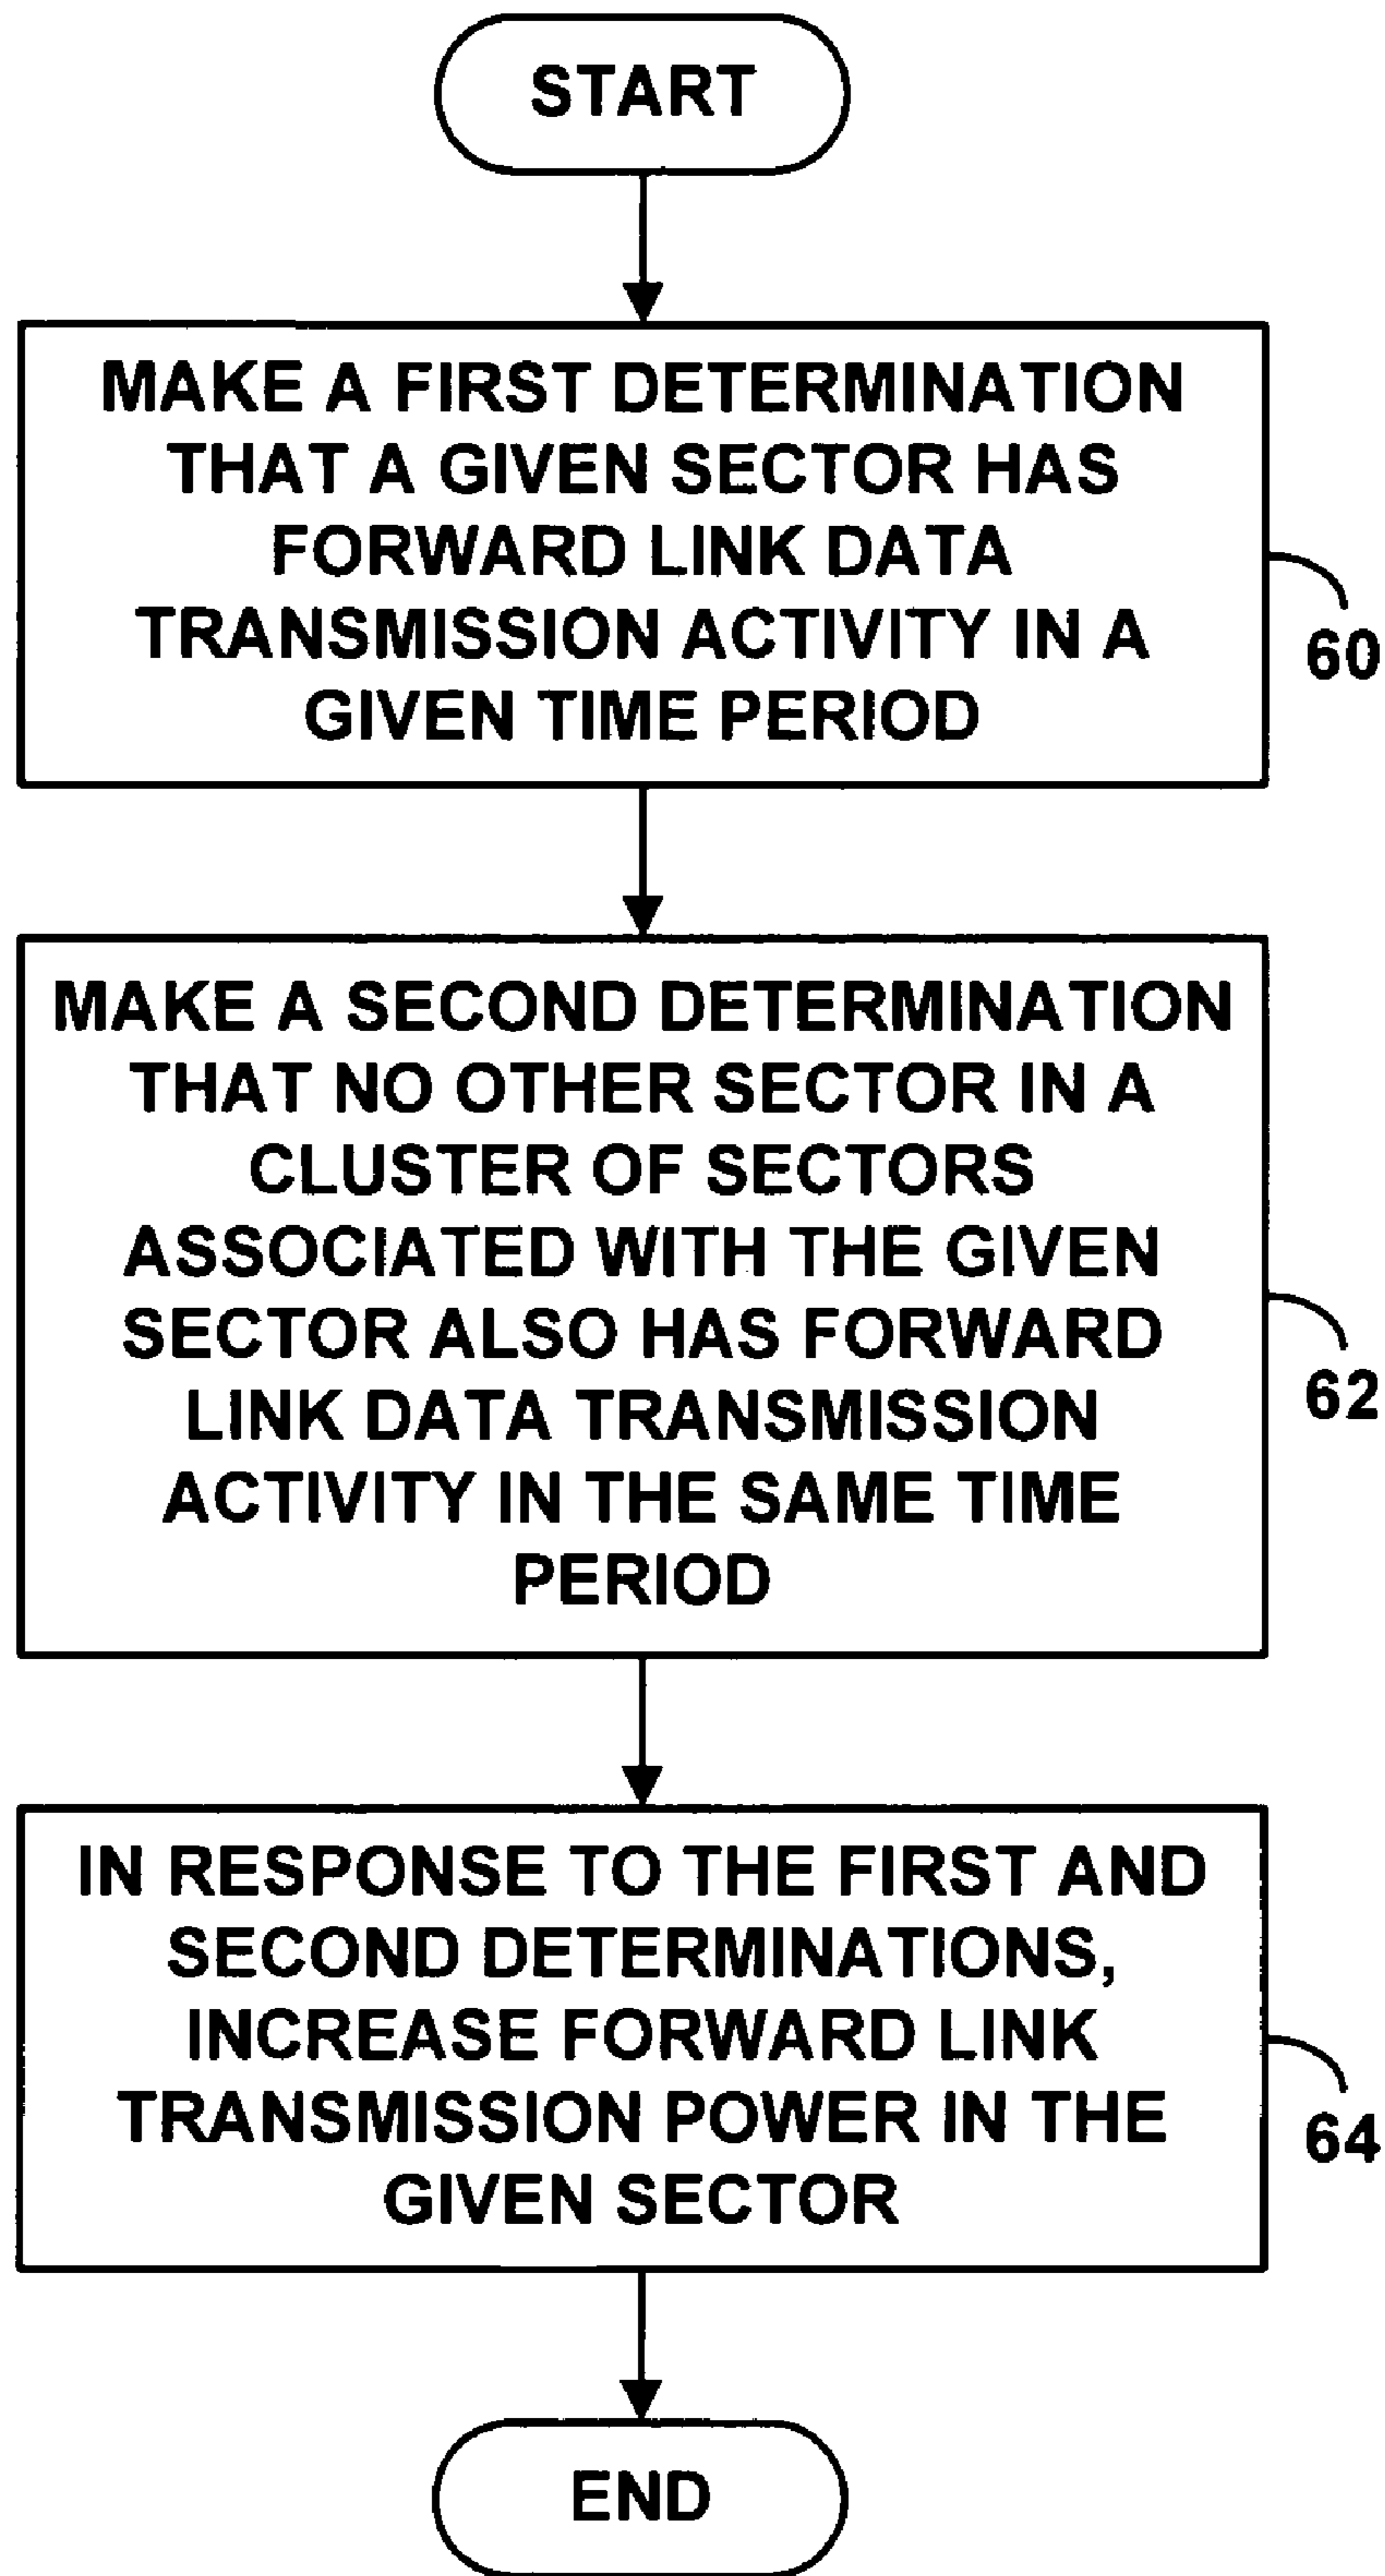 START
MAKE A FIRST DETERMINATION
THAT A GIVEN SECTOR HAS
FORWARD LINK DATA
TRANSMISSION ACTIVITY IN A
GIVEN TIME PERIOD
60
MAKE A SECOND DETERMINATION
THAT NO OTHER SECTOR IN A
CLUSTER OF SECTORS
ASSOCIATED WITH THE GIVEN
SECTOR ALSO HAS FORWARD
LINK DATA TRANSMISSION
ACTIVITY IN THE SAME TIME
PERIOD
62
IN RESPONSE TO THE FIRST AND
SECOND DETERMINATIONS,
INCREASE FORWARD LINK
TRANSMISSION POWER IN THE
GIVEN SECTOR
64
END